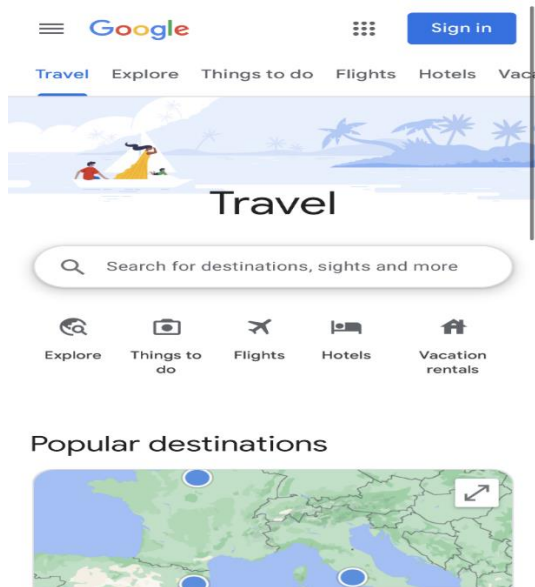 Google
Sign in
Travel Explore Things to do Flights Hotels Vaca
Travel
Search for destinations, sights and more
Explore Things to do Flights Hotels Vacation rentals
Popular destinations